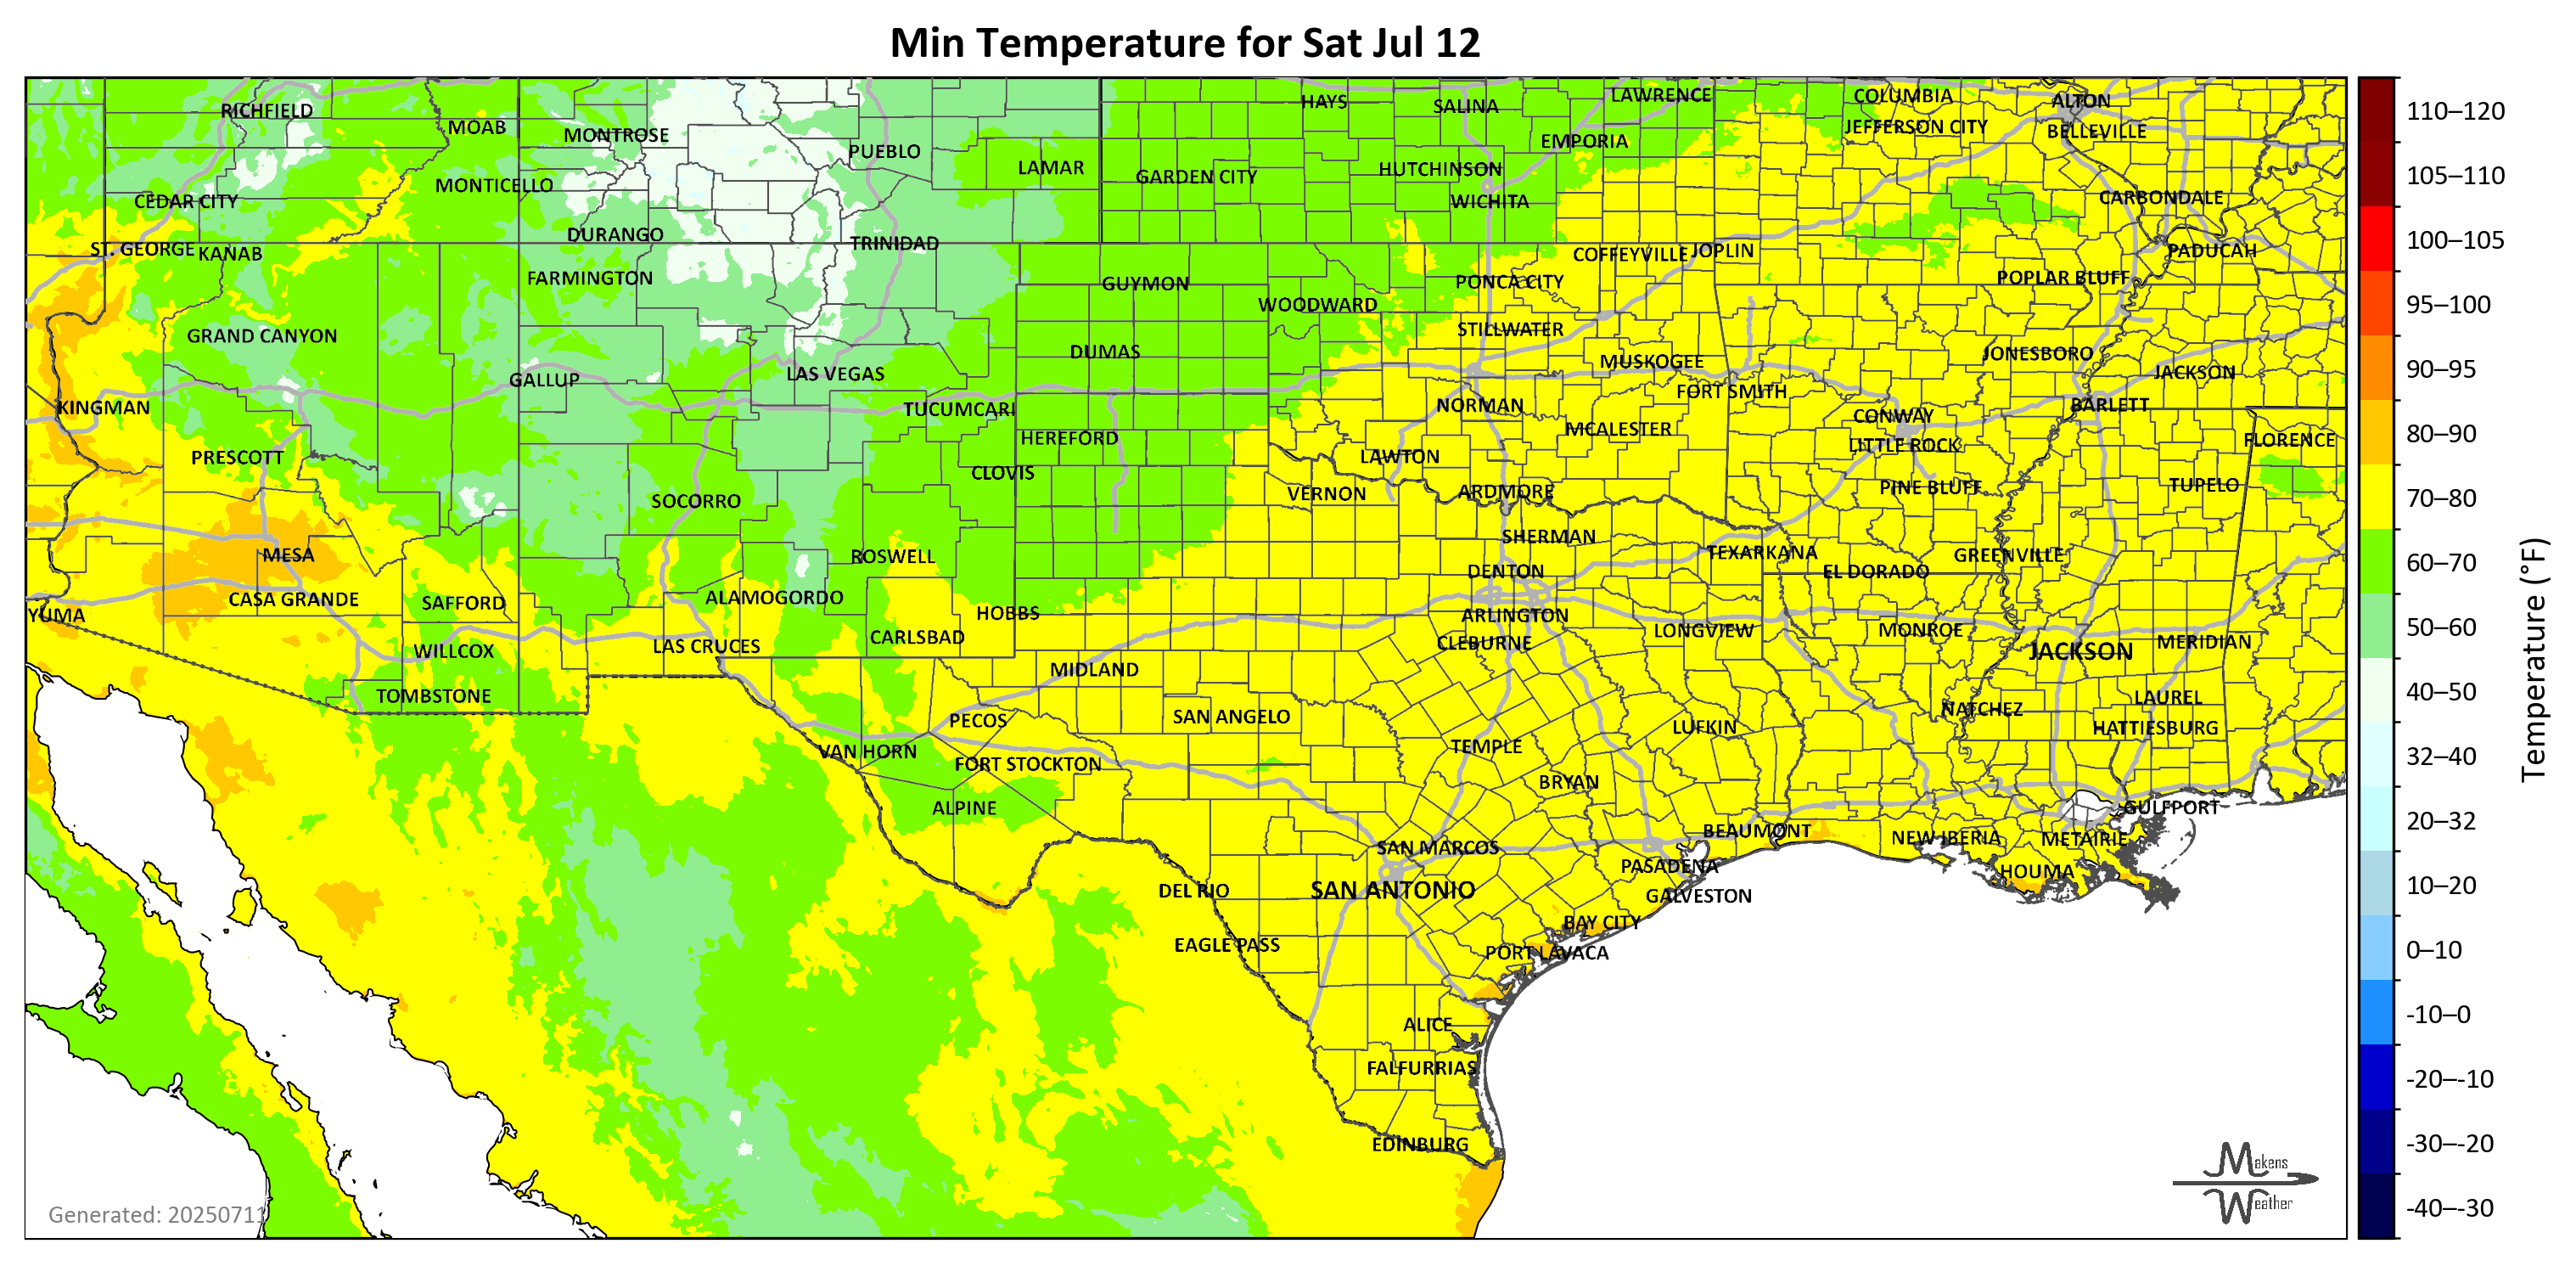 Min Temperature for Sat Jul 12
RICHFIELD
MOAB
MONTROSE
PUEBLO
LAMAR
HAYS
SALINA
LAWRENCE
COLUMBIA
ALTON
JEFFERSON CITY
BELLEVILLE
EMPORIA
HUTCHINSON
GARDEN CITY
MONTICELLO
CEDAR CITY
WICHITA
CARBONDALE
DURANGO
TRINIDAD
ST. GEORGE
KANAB
COFFEYVILLE
JOPLIN
PADUCAH
FARMINGTON
GUYMON
PONCA CITY
POPLAR BLUFF
WOODWARD
GRAND CANYON
STILLWATER
DUMAS
MUSKOGEE
JONESBORO
JACKSON
GALLUP
LAS VEGAS
FORT SMITH
KINGMAN
TUCUMCARI
NORMAN
CONWAY
BARLETT
HEREFORD
MCALESTER
LITTLE ROCK
FLORENCE
PRESCOTT
LAWTON
CLOVIS
SOCORRO
VERNON
ARDMORE
PINE BLUFF
TUPELO
SHERMAN
MESA
ROSWELL
TEXARKANA
GREENVILLE
DENTON
EL DORADO
CASA GRANDE
SAFFORD
ALAMOGORDO
YUMA
HOBBS
ARLINGTON
LONGVIEW
MONROE
CARLSBAD
CLEBURNE
LAS CRUCES
WILLCOX
JACKSON
MERIDIAN
MIDLAND
TOMBSTONE
LAUREL
NATCHEZ
PECOS
SAN ANGELO
LUFKIN
HATTIESBURG
VAN HORN
TEMPLE
FORT STOCKTON
BRYAN
ALPINE
GULFPORT
BEAUMONT
NEW IBERIA
METAIRIE
SAN MARCOS
PASADENA
HOUMA
DEL RIO
SAN ANTONIO
GALVESTON
BAY CITY
EAGLE PASS
PORT LAVACA
ALICE
FALFURRIAS
EDINBURG
Generated: 20250711
Makens
Weather
110–120
105–110
100–105
95–100
90–95
80–90
70–80
60–70
50–60
40–50
32–40
20–32
10–20
0–10
-10–0
-20–-10
-30–-20
-40–-30
Temperature (°F)